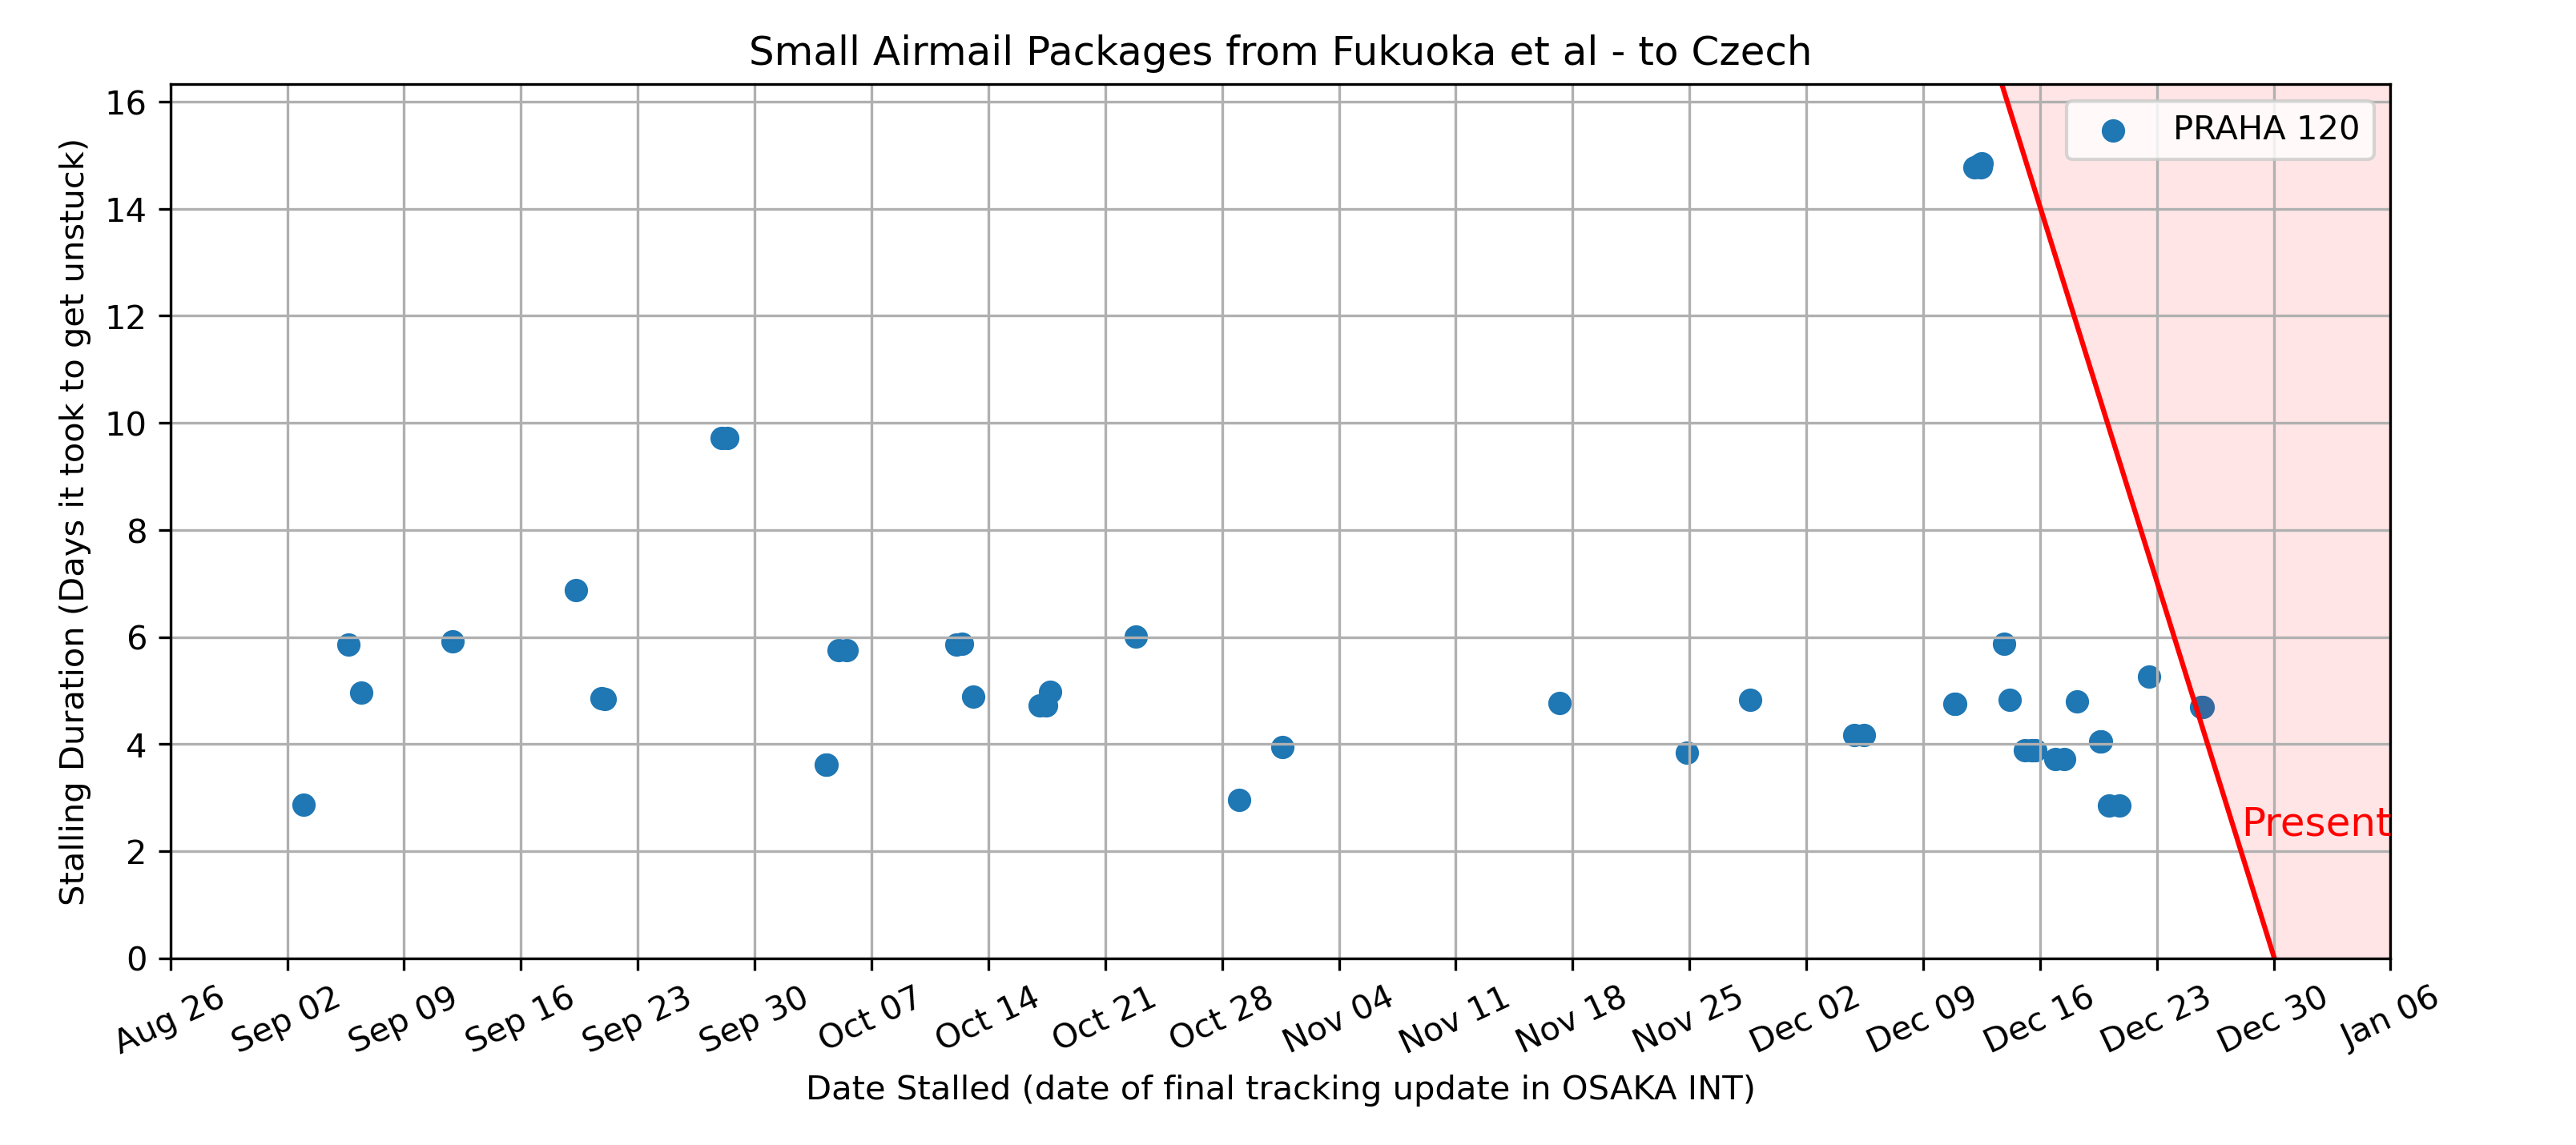 Small Airmail Packages from Fukuoka et al - to Czech
Stalling Duration (Days it took to get unstuck)
16
14
12
10
8
6
4
2
0
PRAHA 120
Present
Aug 26
Sep 02
Sep 09
Sep 16
Sep 23
Sep 30
Oct 07
Oct 14
Oct 21
Oct 28
Nov 04
Nov 11
Nov 18
Nov 25
Dec 02
Dec 09
Dec 16
Dec 23
Dec 30
Jan 06
Date Stalled (date of final tracking update in OSAKA INT)